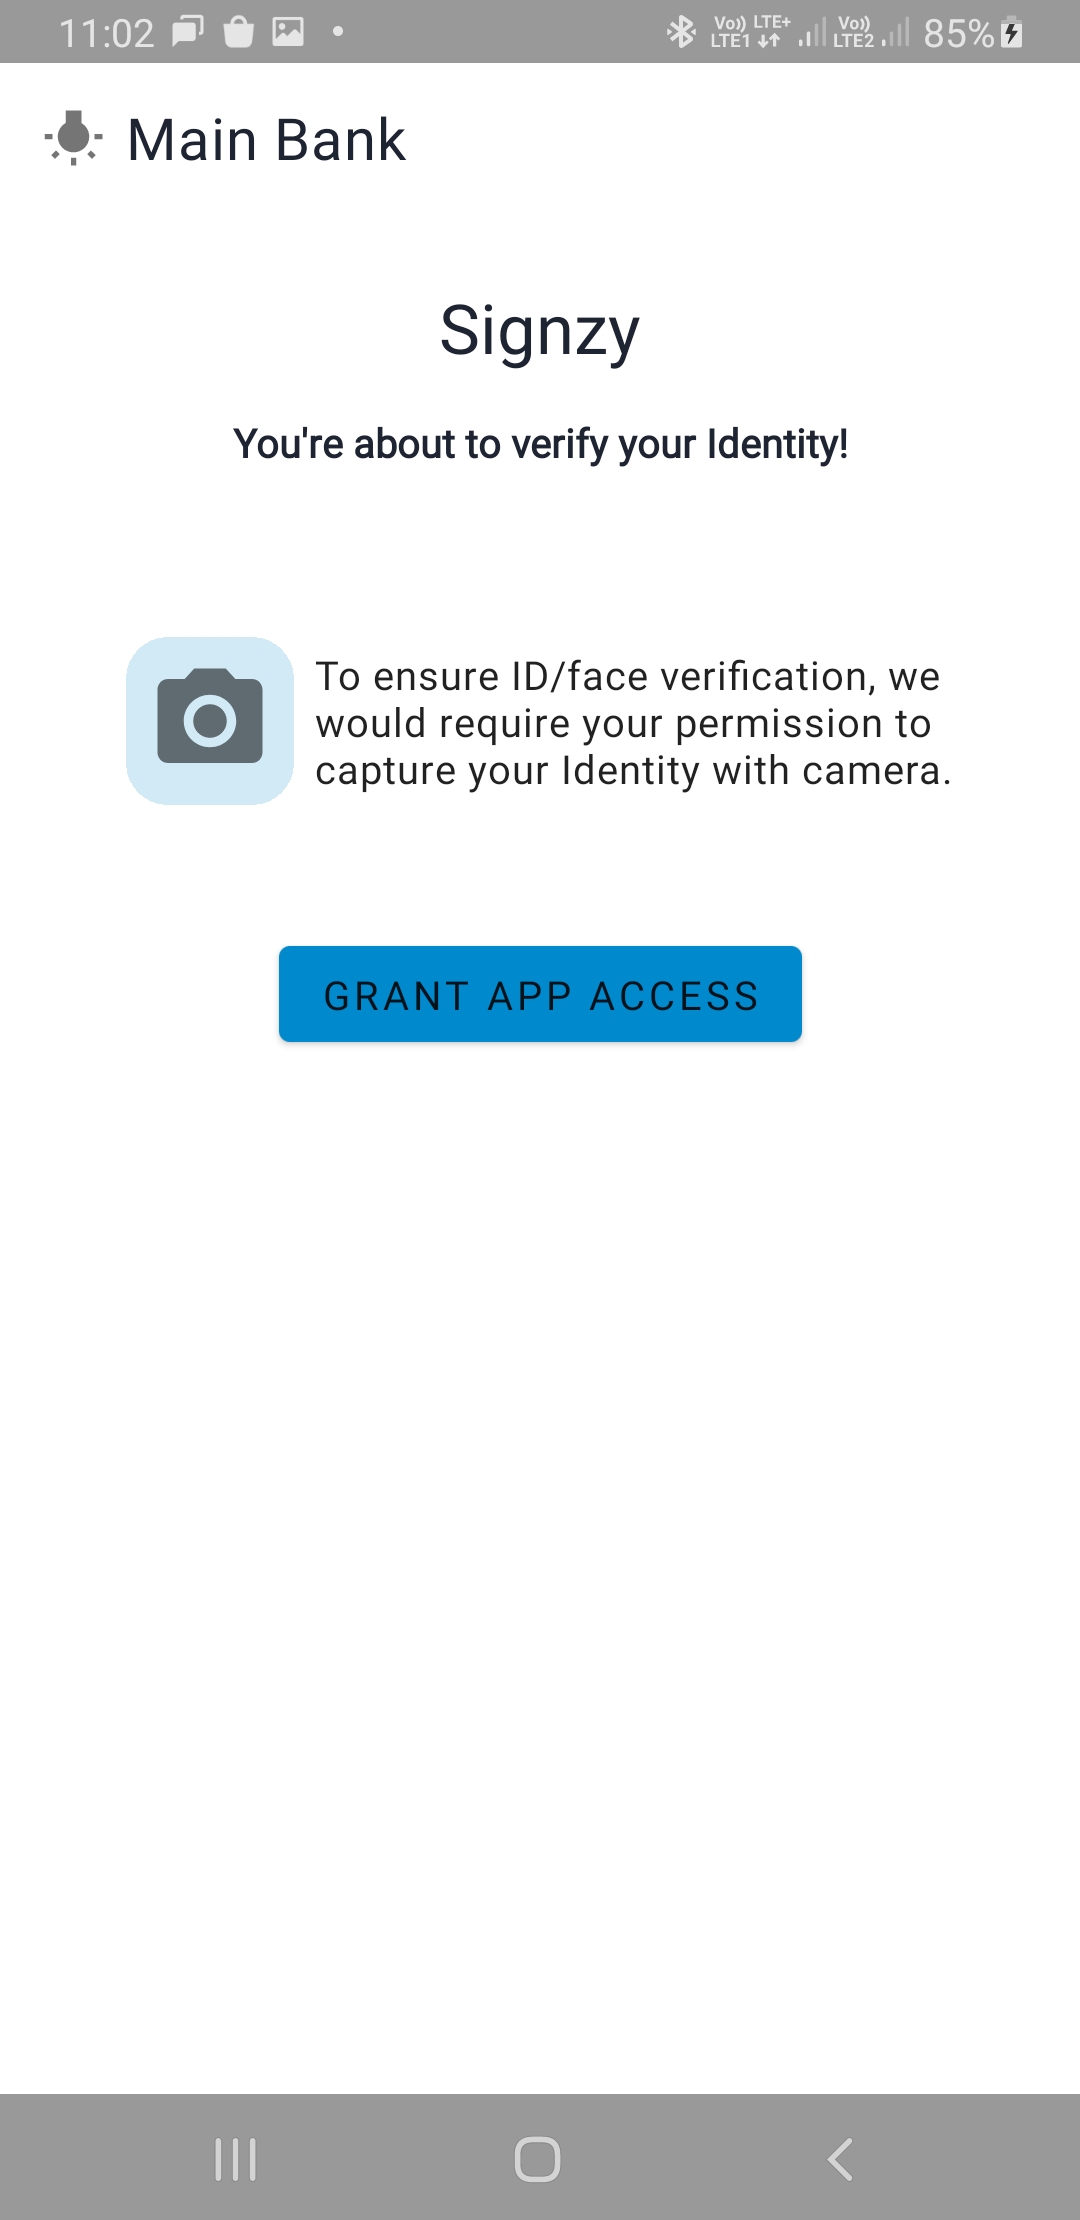 11:02
Vo)) LTE+
LTE1
Vo))
LTE2
85%
Main Bank
Signzy
You're about to verify your Identity!
To ensure ID/face verification, we
would require your permission to
capture your Identity with camera.
GRANT APP ACCESS